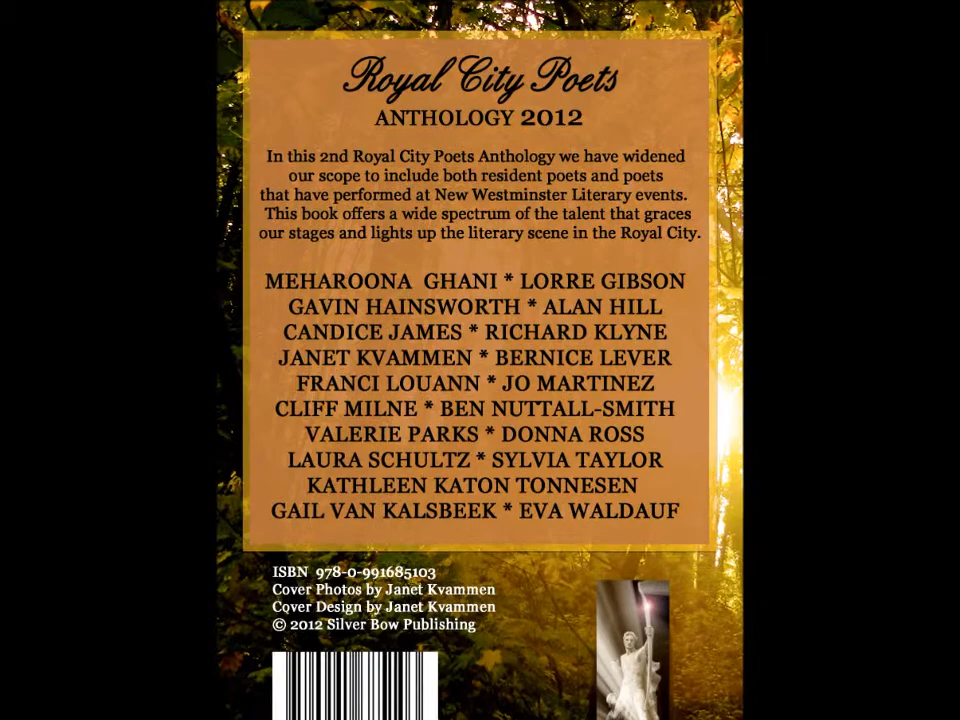 Royal City Poets
ANTHOLOGY 2012
In this 2nd Royal City Poets Anthology we have widened
our scope to include both resident poets and poets
that have performed at New Westminster Literary events.
This book offers a wide spectrum of the talent that graces
our stages and lights up the literary scene in the Royal City.
MEHAROONA GHANI * LORRE GIBSON
GAVIN HAINSWORTH * ALAN HILL
CANDICE JAMES * RICHARD KLYNE
JANET KVAMMEN * BERNICE LEVER
FRANCI LOUANN * JO MARTINEZ
CLIFF MILNE * BEN NUTTALL-SMITH
VALERIE PARKS * DONNA ROSS
LAURA SCHULTZ * SYLVIA TAYLOR
KATHLEEN KATON TONNESEN
GAIL VAN KALSBEEK * EVA WALDAUF
ISBN 978-0-991685103
Cover Photos by Janet Kvammen
Cover Design by Janet Kvammen
© 2012 Silver Bow Publishing